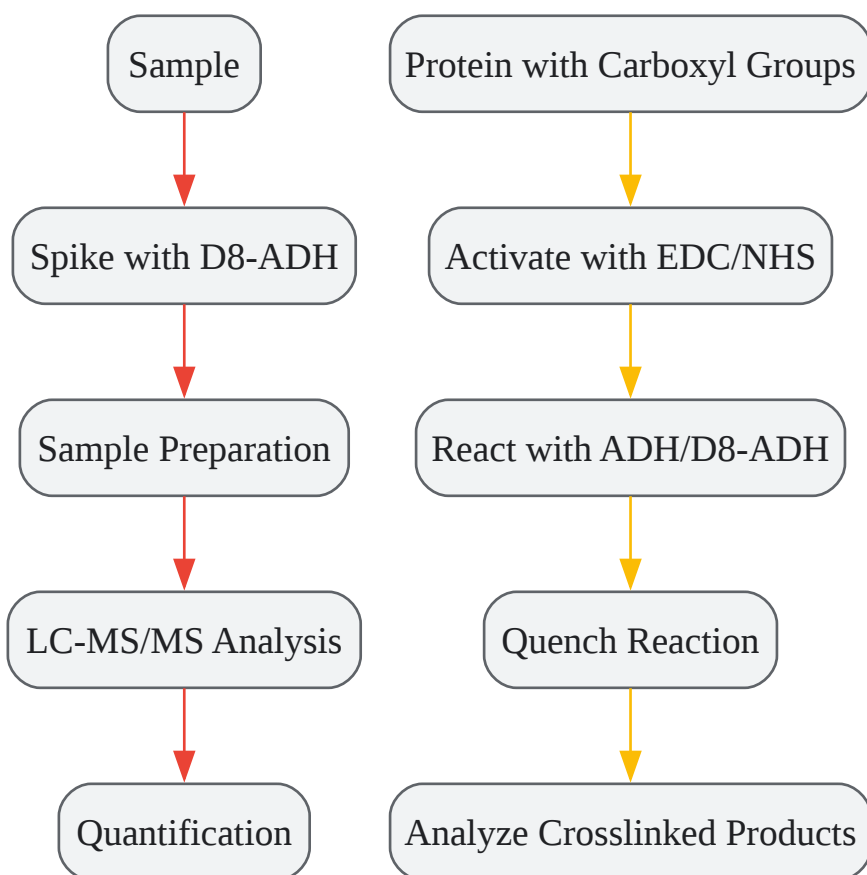 Sample
Spike with D8-ADH
Sample Preparation
LC-MS/MS Analysis
Quantification
Protein with Carboxyl Groups
Activate with EDC/NHS
React with ADH/D8-ADH
Quench Reaction
Analyze Crosslinked Products